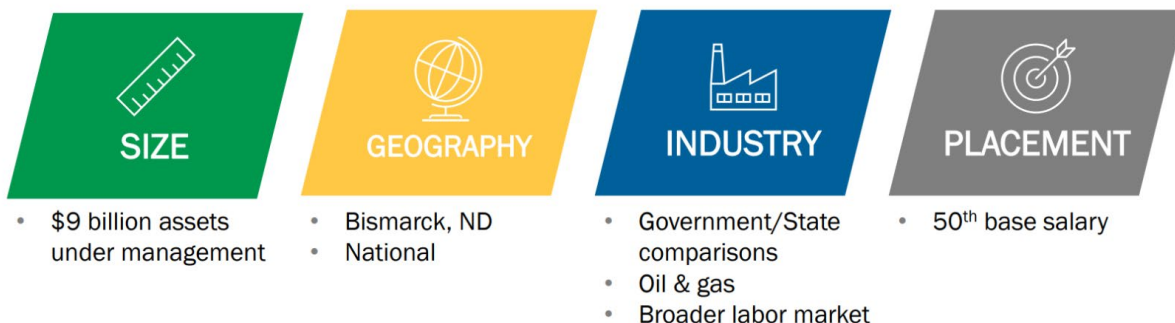 SIZE
• $9 billion assets
under management
GEOGRAPHY
• Bismarck, ND
• National
INDUSTRY
• Government/State
comparisons
• Oil & gas
• Broader labor market
PLACEMENT
• 50th base salary